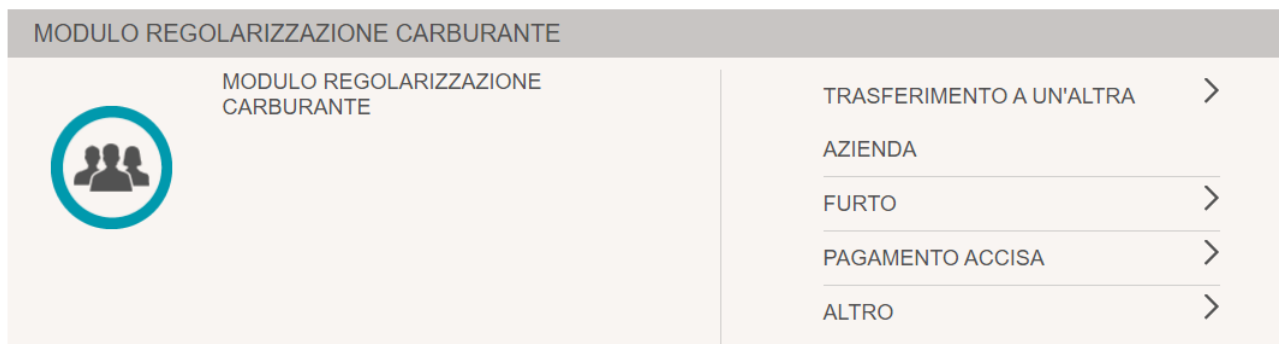 MODULO REGOLARIZZAZIONE CARBURANTE
MODULO REGOLARIZZAZIONE
CARBURANTE
TRASFERIMENTO A UN'ALTRA
AZIENDA
FURTO
PAGAMENTO ACCISA
ALTRO